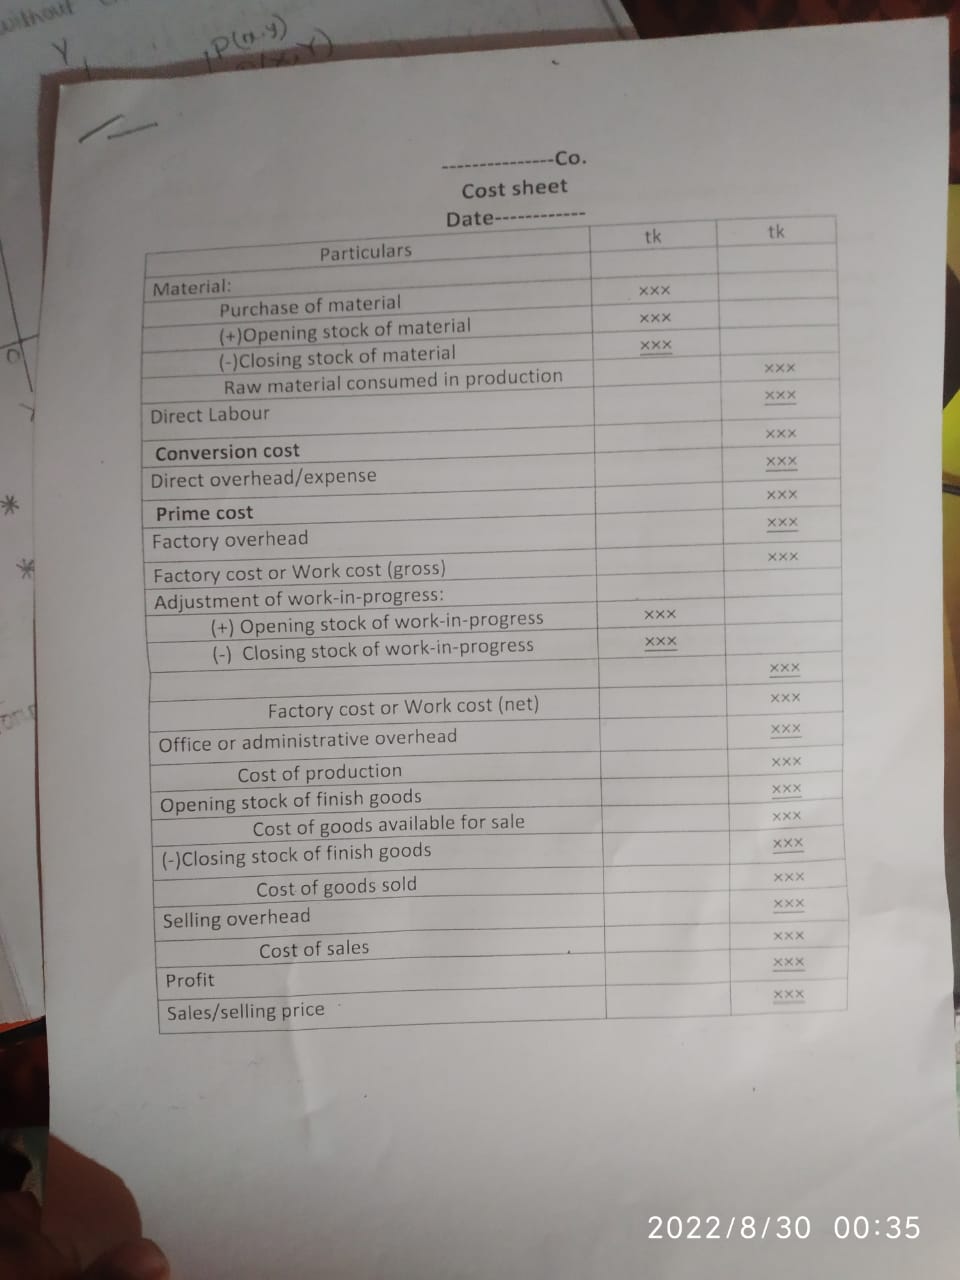 without
Y
P(x,y)
---------------Co.
Cost sheet
Date------------
Particulars tk tk
Material:
Purchase of material xxx
(+)Opening stock of material xxx
(-)Closing stock of material xxx
Raw material consumed in production xxx
Direct Labour xxx
Conversion cost xxx
Direct overhead/expense xxx
Prime cost xxx
Factory overhead xxx
Factory cost or Work cost (gross) xxx
Adjustment of work-in-progress:
(+) Opening stock of work-in-progress xxx
(-) Closing stock of work-in-progress xxx
xxx
Factory cost or Work cost (net) xxx
Office or administrative overhead xxx
Cost of production xxx
Opening stock of finish goods xxx
Cost of goods available for sale xxx
(-)Closing stock of finish goods xxx
Cost of goods sold xxx
Selling overhead xxx
Cost of sales xxx
Profit xxx
Sales/selling price xxx
2022/8/30 00:35